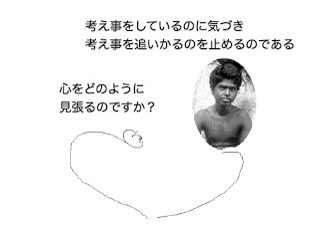 考え事をしているのに気づき
考え事を追いかるのを止めるのである
心をどのように
見張るのですか？